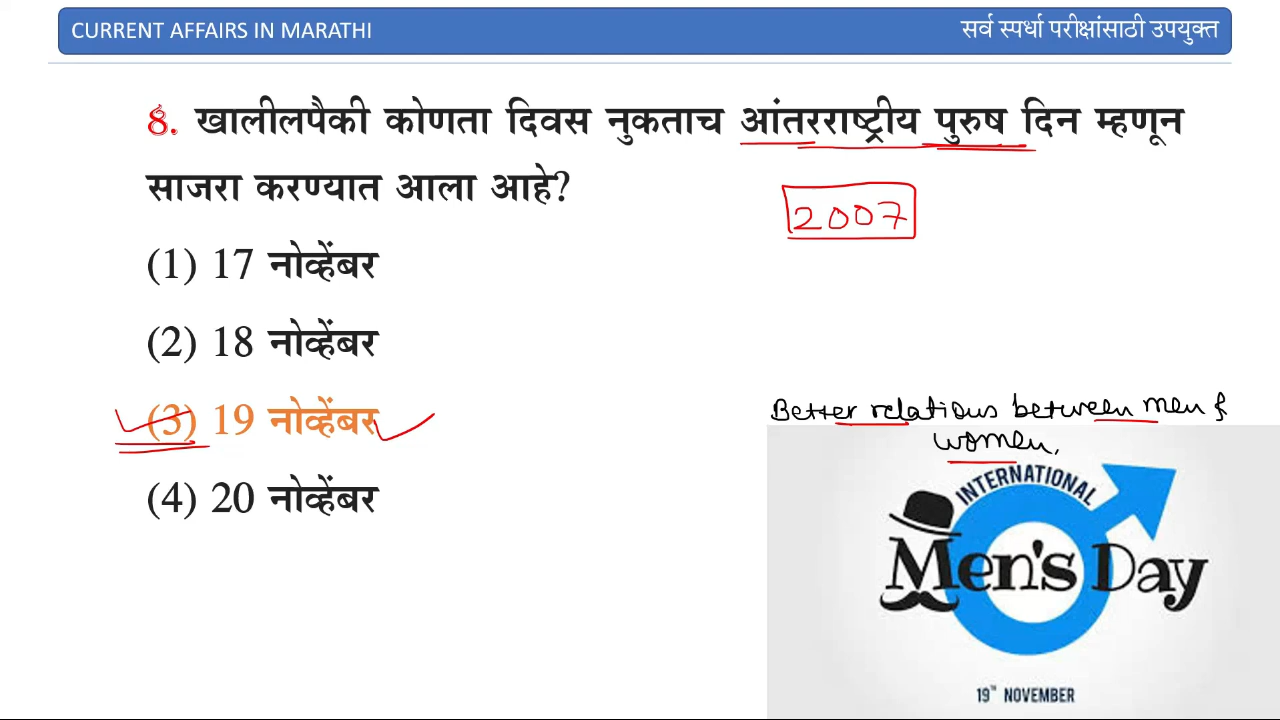 CURRENT AFFAIRS IN MARATHI
सर्व स्पर्धा परीक्षांसाठी उपयुक्त
8. खालीलपैकी कोणता दिवस नुकताच आंतरराष्ट्रीय पुरुष दिन म्हणून
साजरा करण्यात आला आहे?
2007
(1) 17 नोव्हेंबर
(2) 18 नोव्हेंबर
(3) 19 नोव्हेंबर
(4) 20 नोव्हेंबर
Better relations between men &
women.
INTERNATIONAL
Men's Day
19TH NOVEMBER